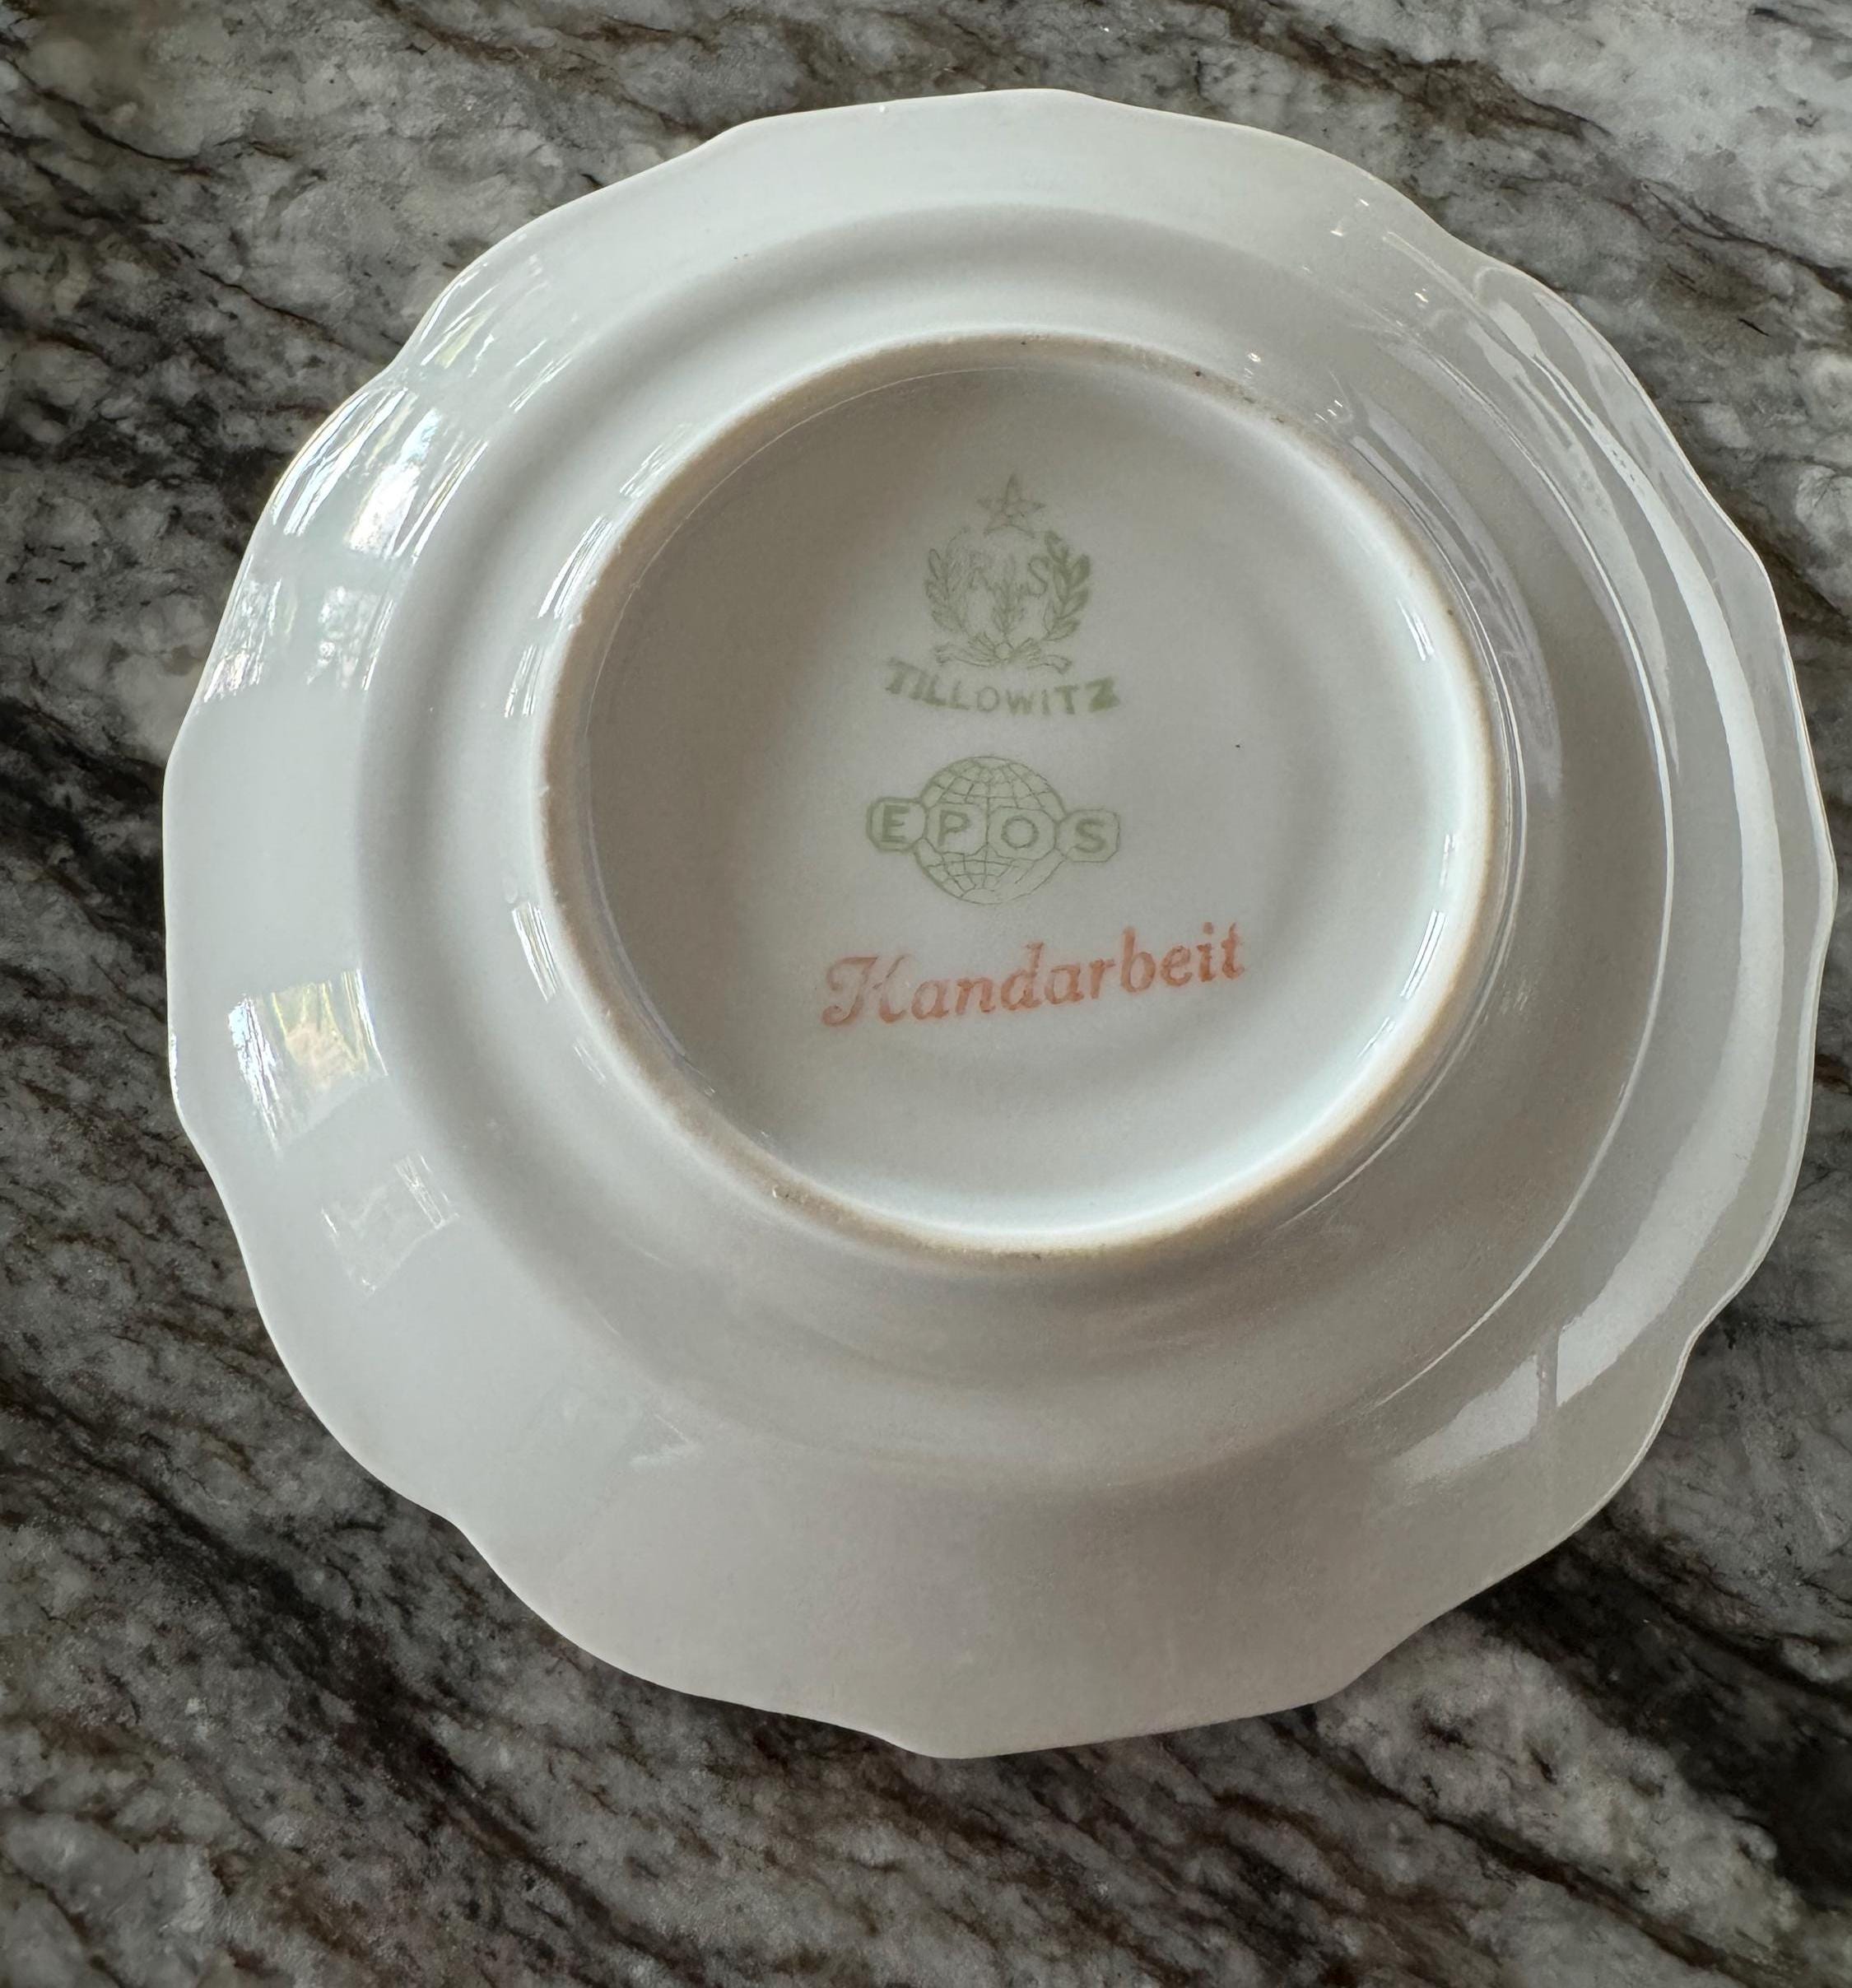 RS
TILLOWITZ
EPOS
Handarbeit